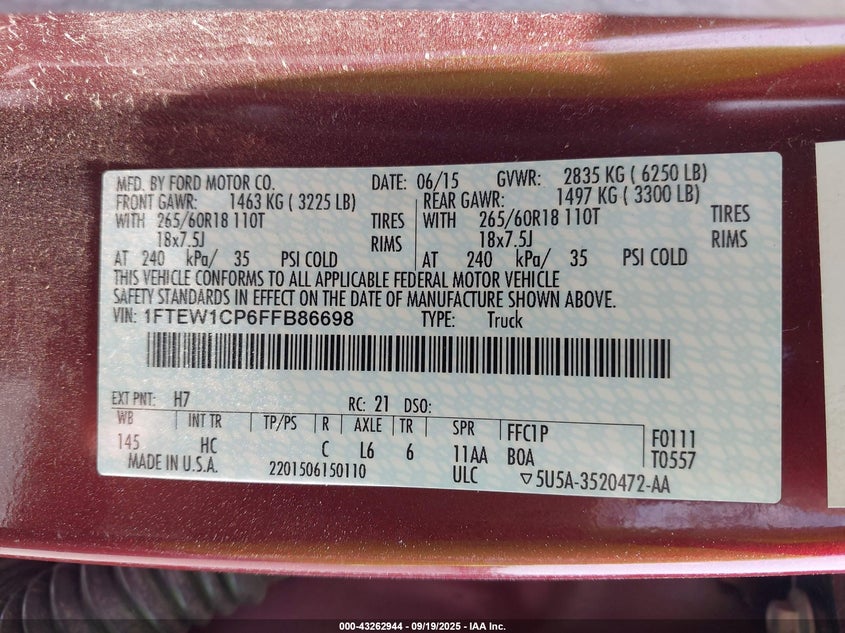 MFD. BY FORD MOTOR CO. DATE: 06/15 GVWR: 2835 KG ( 6250 LB)
FRONT GAWR: 1463 KG ( 3225 LB) REAR GAWR: 1497 KG ( 3300 LB)
WITH 265/60R18 110T TIRES WITH 265/60R18 110T TIRES
18x7.5J RIMS 18x7.5J RIMS
AT 240 kPa/ 35 PSI COLD AT 240 kPa/ 35 PSI COLD
THIS VEHICLE CONFORMS TO ALL APPLICABLE FEDERAL MOTOR VEHICLE
SAFETY STANDARDS IN EFFECT ON THE DATE OF MANUFACTURE SHOWN ABOVE.
VIN: 1FTEW1CP6FFB86698 TYPE: Truck
EXT PNT: H7 RC: 21 DSO:
WB INT TR TP/PS R AXLE TR SPR FFC1P F0111
145 HC C L6 6 11AA BOA T0557
MADE IN U.S.A. 2201506150110 ULC ▽5U5A-3520472-AA
000-43262944 - 09/19/2025 - IAA Inc.